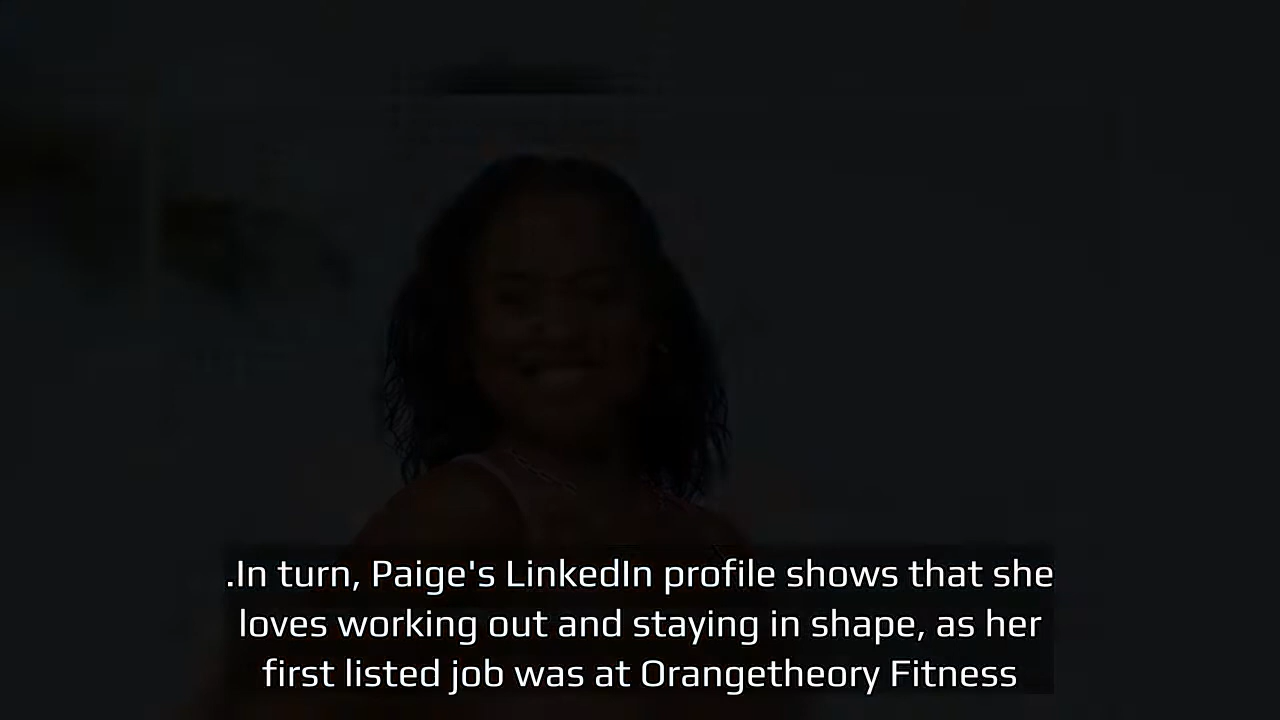 .In turn, Paige's LinkedIn profile shows that she
loves working out and staying in shape, as her
first listed job was at Orangetheory Fitness